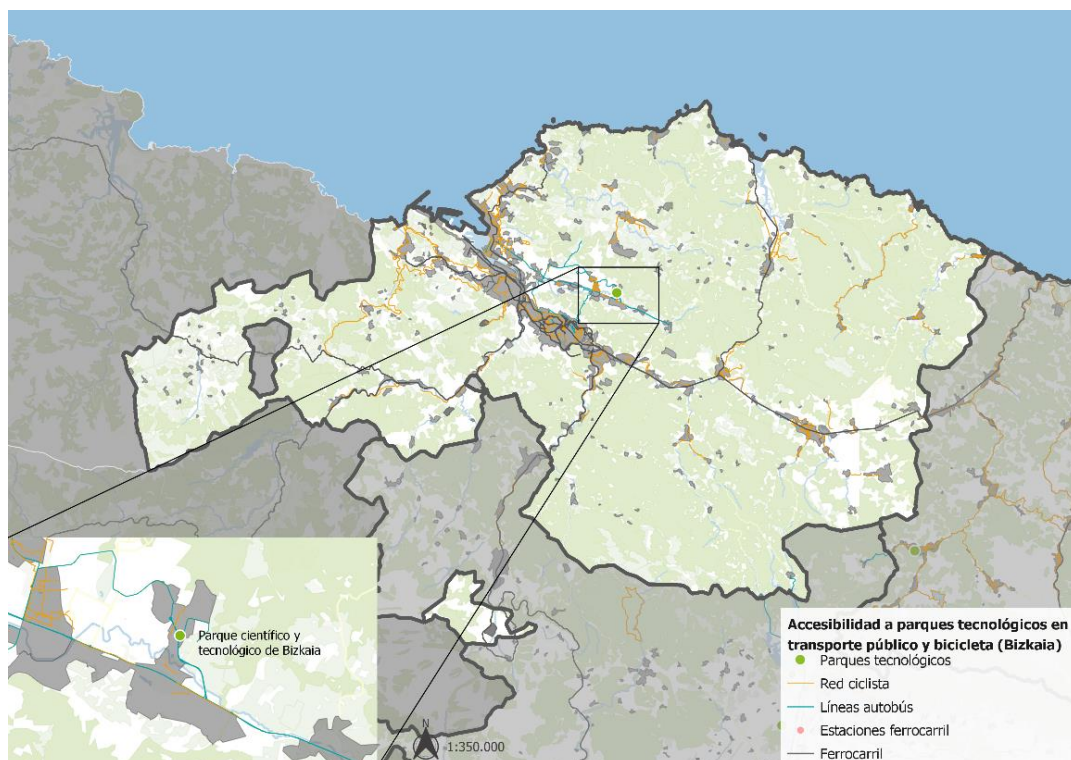 Parque científico y
tecnológico de Bizkaia
N
1:350.000
Accesibilidad a parques tecnológicos en
transporte público y bicicleta (Bizkaia)
Parques tecnológicos
Red ciclista
Líneas autobús
Estaciones ferrocarril
Ferrocarril